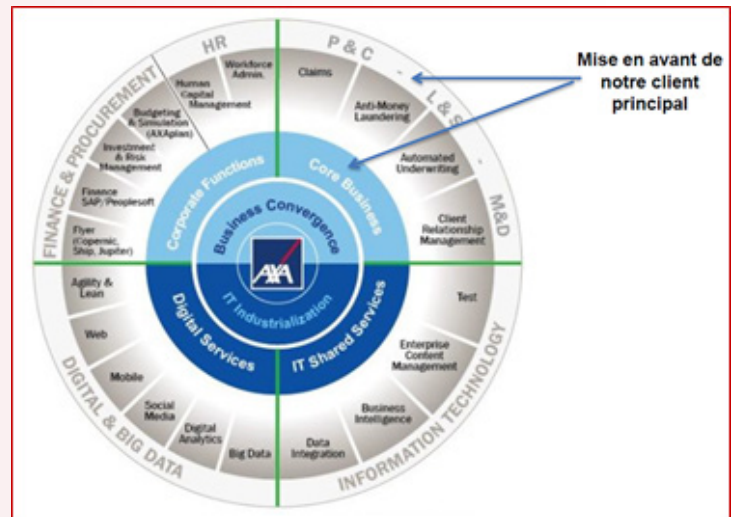 HR
Workforce
Admin.
Human
Capital
Management
FINANCE & PROCUREMENT
Budgeting
& Simulation
(AXAplan)
Investment
& Risk
Management
Finance
SAP/Peoplesoft
Flyer
(Copernic,
Ship, Jupiter)
P & C - L & S - M&D
Claims
Anti-Money
Laundering
Automated
Underwriting
Client
Relationship
Management
Mise en avant de
notre client
principal
Corporate Functions
Core Business
Business Convergence
AXA
IT Industrialization
Digital Services
IT Shared Services
Agility &
Lean
Web
Mobile
Social
Media
Digital
Analytics
Big Data
DIGITAL & BIG DATA
Test
Enterprise
Content
Management
Business
Intelligence
Data
Integration
INFORMATION TECHNOLOGY